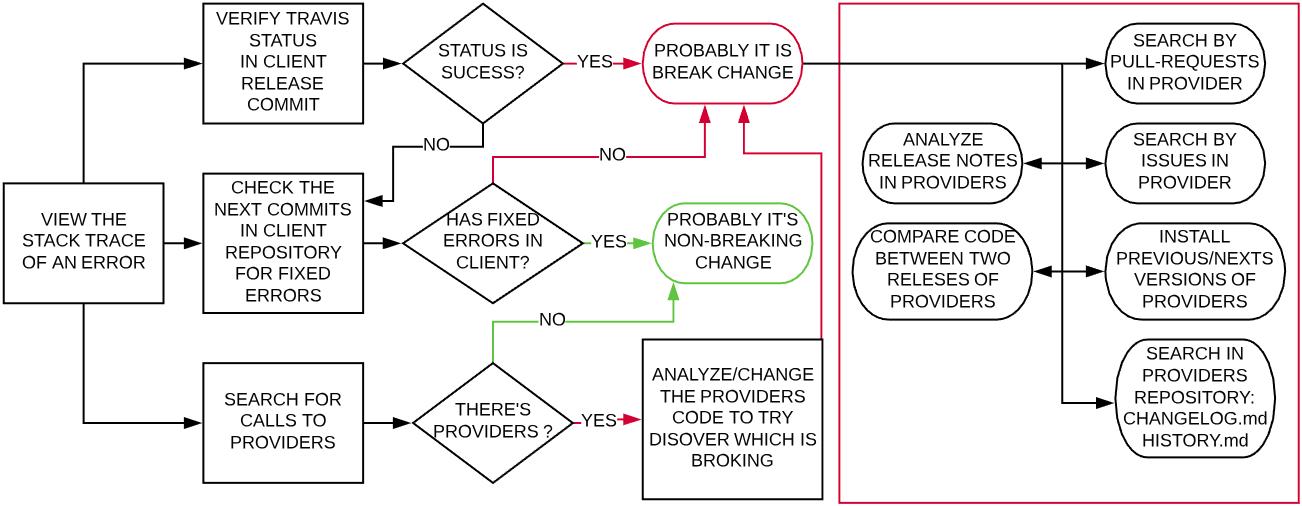 VERIFY TRAVIS
STATUS
IN CLIENT
RELEASE
COMMIT
STATUS IS
SUCESS?
YES
PROBABLY IT IS
BREAK CHANGE
SEARCH BY
PULL-REQUESTS
IN PROVIDER
NO
NO
ANALYZE
RELEASE NOTES
IN PROVIDERS
SEARCH BY
ISSUES IN
PROVIDER
VIEW THE
STACK TRACE
OF AN ERROR
CHECK THE
NEXT COMMITS
IN CLIENT
REPOSITORY
FOR FIXED
ERRORS
HAS FIXED
ERRORS IN
CLIENT?
YES
PROBABLY IT'S
NON-BREAKING
CHANGE
COMPARE CODE
BETWEEN TWO
RELESES OF
PROVIDERS
INSTALL
PREVIOUS/NEXTS
VERSIONS OF
PROVIDERS
NO
SEARCH FOR
CALLS TO
PROVIDERS
THERE'S
PROVIDERS ?
YES
ANALYZE/CHANGE
THE PROVIDERS
CODE TO TRY
DISOVER WHICH IS
BROKING
SEARCH IN
PROVIDERS
REPOSITORY:
CHANGELOG.md
HISTORY.md